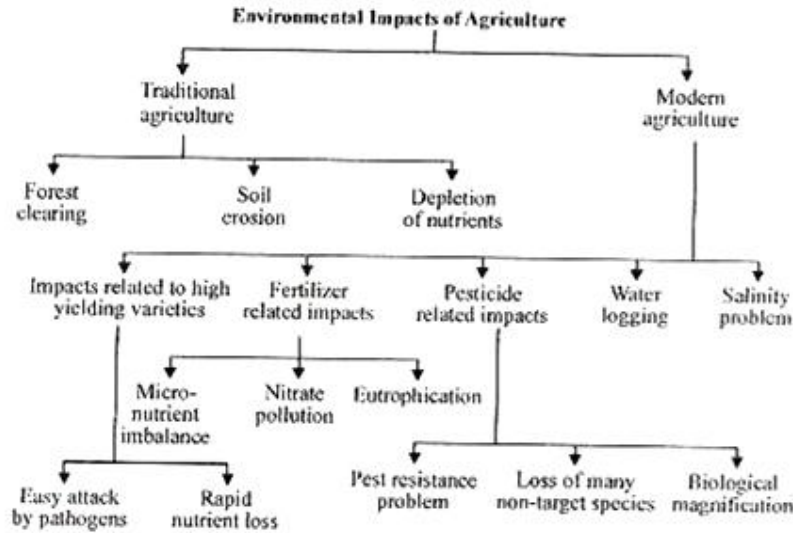 Environmental Impacts of Agriculture
Traditional
agriculture
Modern
agriculture
Forest
clearing
Soil
erosion
Depletion
of nutrients
Impacts related to high
yielding varieties
Fertilizer
related impacts
Pesticide
related impacts
Water
logging
Salinity
problem
Micro-
nutrient
imbalance
Nitrate
pollution
Eutrophication
Easy attack
by pathogens
Rapid
nutrient loss
Pest resistance
problem
Loss of many
non-target species
Biological
magnification